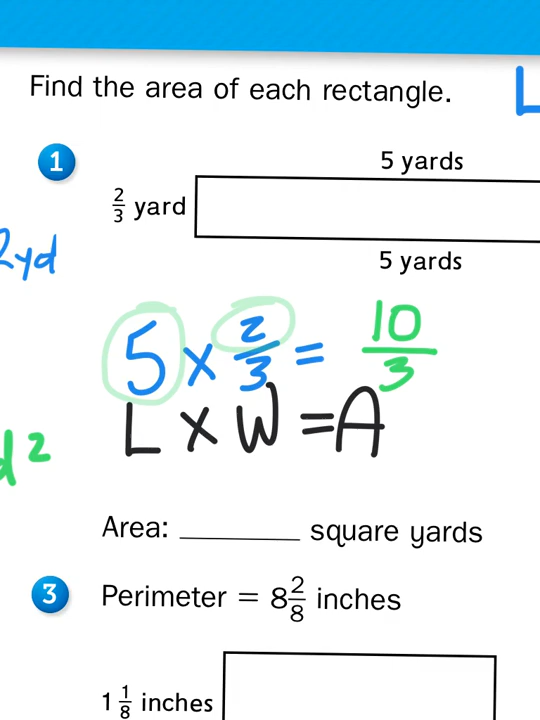 Find the area of each rectangle.
L
1
5 yards
2/3 yard
5 yards
2yd
5 × 2/3 = 10/3
L × W = A
d²
Area: ________ square yards
3
Perimeter = 8 2/8 inches
1 1/8 inches